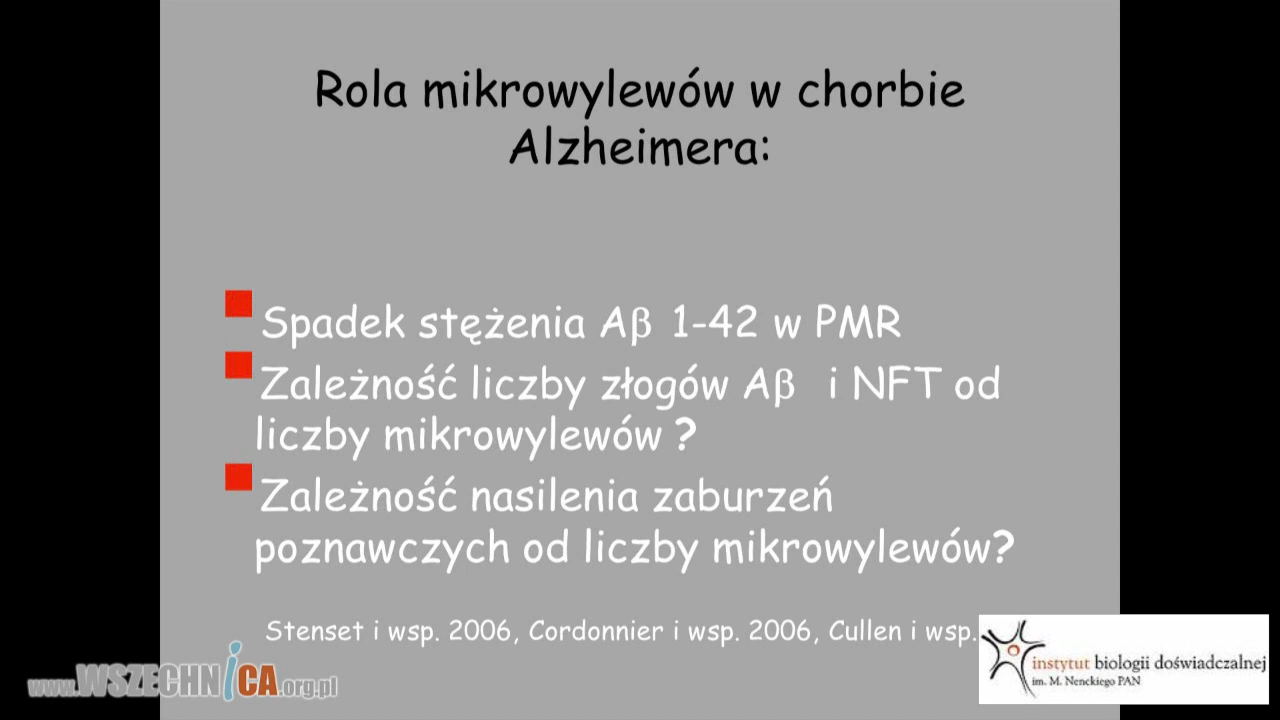 Rola mikrowylewów w chorbie
Alzheimera:
Spadek stężenia Aβ 1-42 w PMR
Zależność liczby złogów Aβ i NFT od
liczby mikrowylewów ?
Zależność nasilenia zaburzeń
poznawczych od liczby mikrowylewów?
Stenset i wsp. 2006, Cordonnier i wsp. 2006, Cullen i wsp.
www.WSZECHNiCA.org.pl
instytut biologii doświadczalnej
im. M. Nenckiego PAN